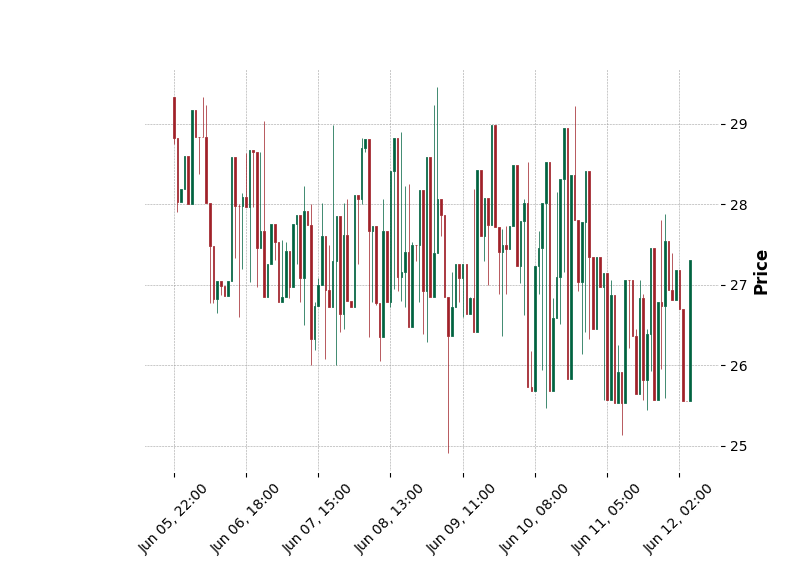 29
28
27
26
25
Price
Jun 05, 22:00
Jun 06, 18:00
Jun 07, 15:00
Jun 08, 13:00
Jun 09, 11:00
Jun 10, 08:00
Jun 11, 05:00
Jun 12, 02:00